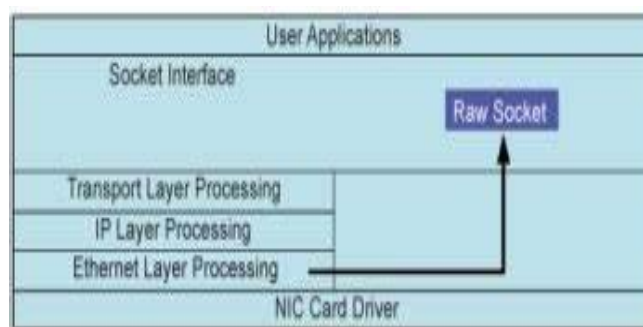 User Applications
Socket Interface
Raw Socket
Transport Layer Processing
IP Layer Processing
Ethernet Layer Processing
NIC Card Driver